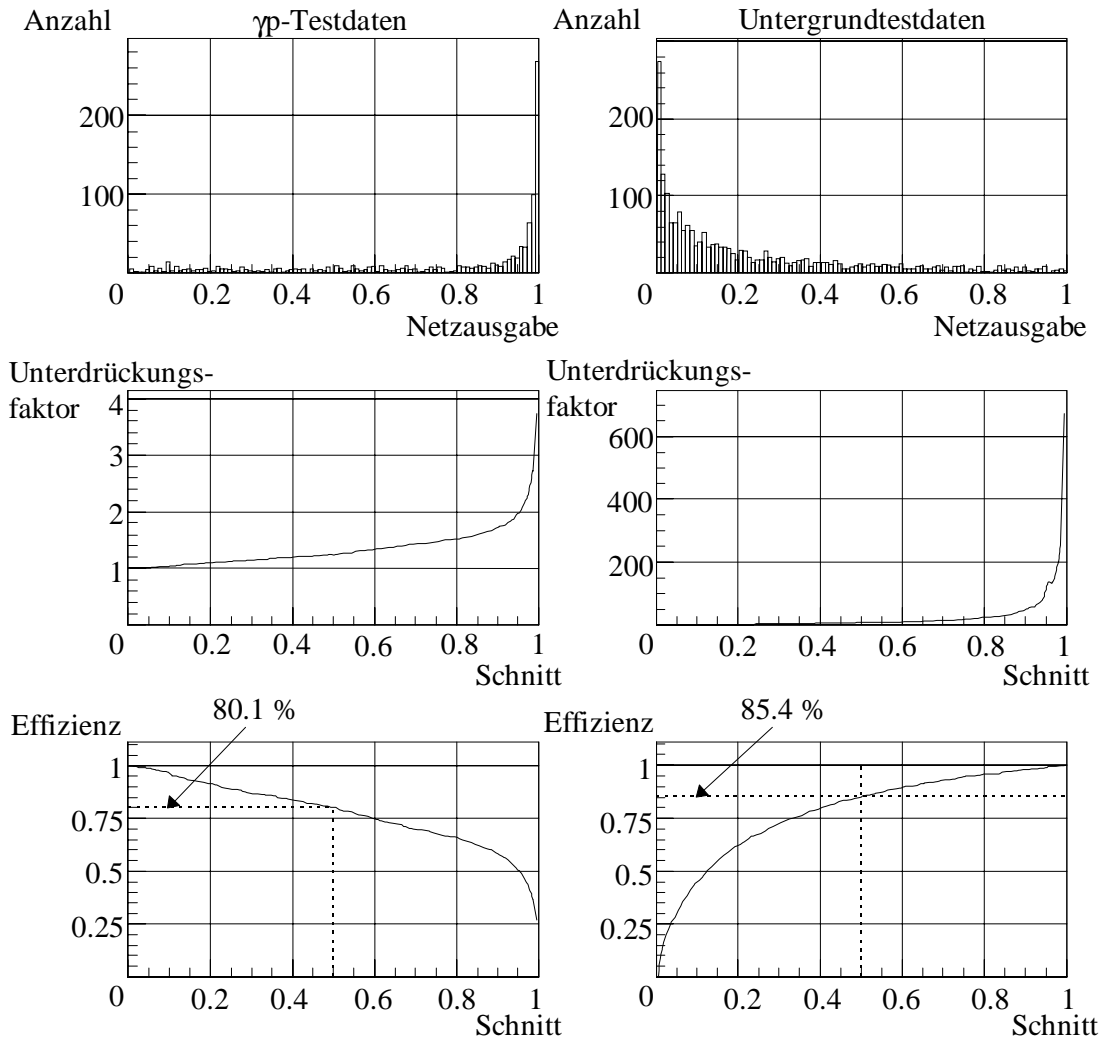 Anzahl γp-Testdaten
200
100
0 0.2 0.4 0.6 0.8 1
Netzausgabe
Anzahl Untergrundtestdaten
200
100
0 0.2 0.4 0.6 0.8 1
Netzausgabe
Unterdrückungs-
faktor 4
3
2
1
0 0.2 0.4 0.6 0.8 1
Schnitt
Unterdrückungs-
faktor
600
400
200
0 0.2 0.4 0.6 0.8 1
Schnitt
80.1 %
Effizienz
1
0.75
0.5
0.25
0 0.2 0.4 0.6 0.8 1
Schnitt
85.4 %
Effizienz
1
0.75
0.5
0.25
0 0.2 0.4 0.6 0.8 1
Schnitt